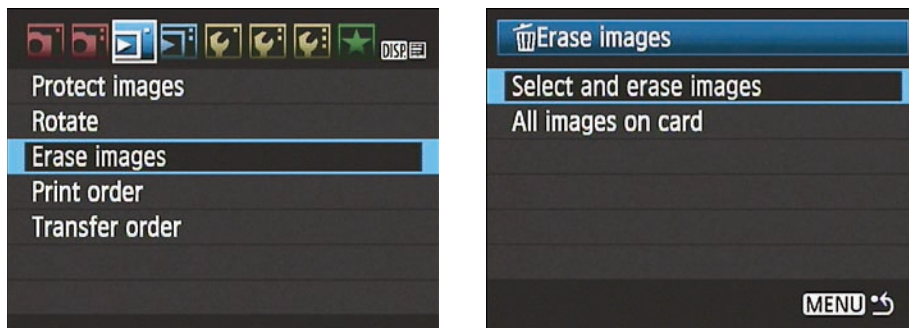 DISP.
Protect images
Rotate
Erase images
Print order
Transfer order
Erase images
Select and erase images
All images on card
MENU